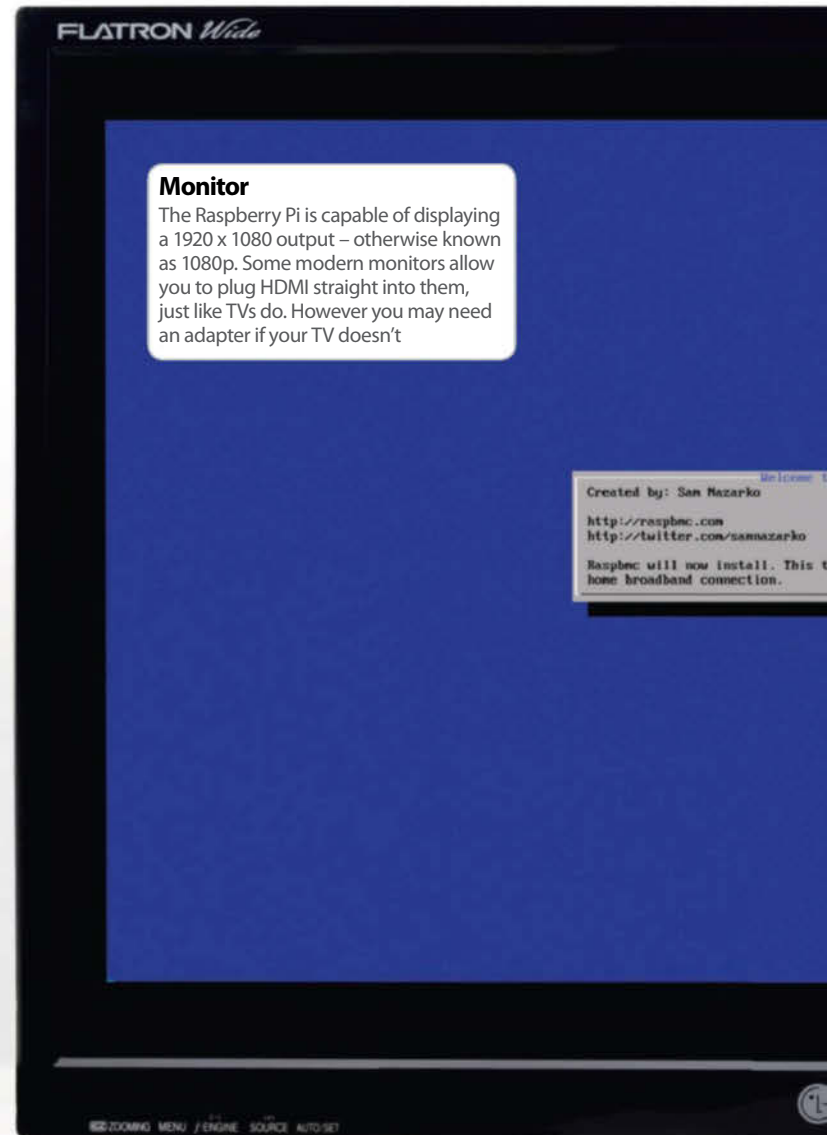 FLATRON Wide
Monitor
The Raspberry Pi is capable of displaying
a 1920 x 1080 output – otherwise known
as 1080p. Some modern monitors allow
you to plug HDMI straight into them,
just like TVs do. However you may need
an adapter if your TV doesn't
Welcome t
Created by: Sam Nazarko
http://raspbmc.com
http://twitter.com/samnazarko
Raspbmc will now install. This t
home broadband connection.
EZ ZOOMING MENU / ENGINE SOURCE AUTO/SET